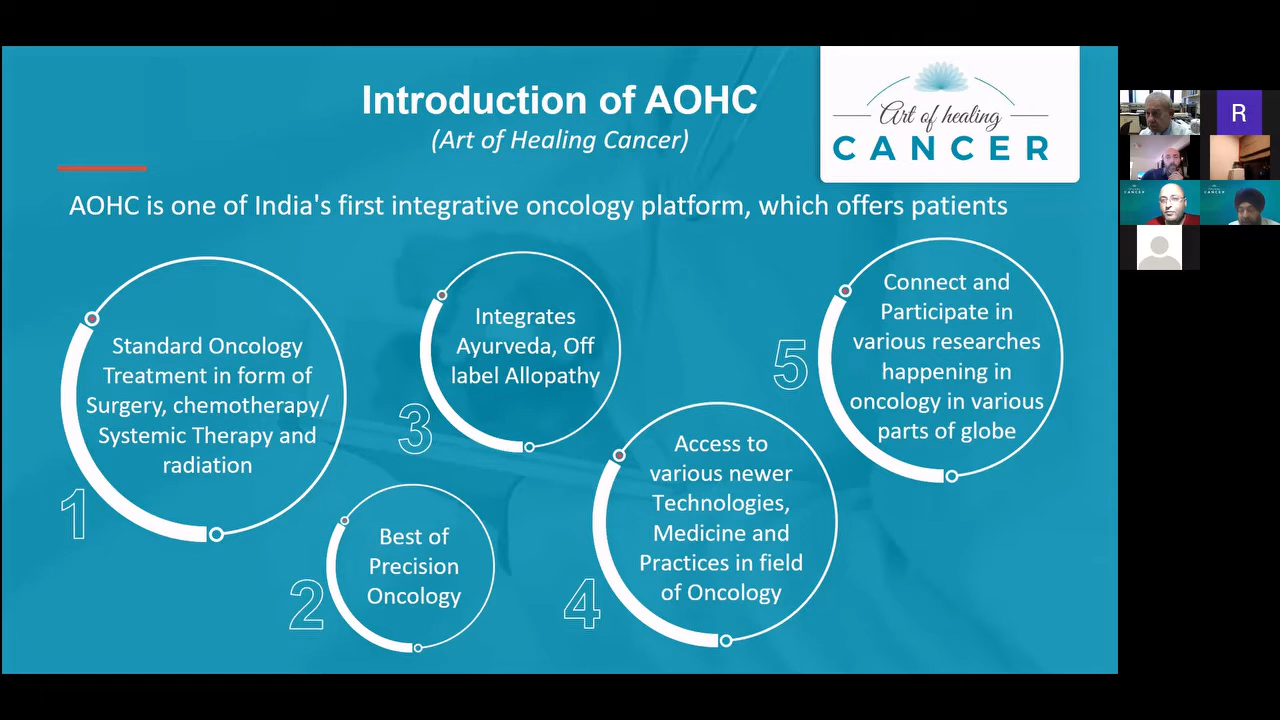 Introduction of AOHC
(Art of Healing Cancer)
Art of healing
CANCER
AOHC is one of India's first integrative oncology platform, which offers patients
1
Standard Oncology
Treatment in form of
Surgery, chemotherapy/
Systemic Therapy and
radiation
2
Best of
Precision
Oncology
3
Integrates
Ayurveda, Off
label Allopathy
4
Access to
various newer
Technologies,
Medicine and
Practices in field
of Oncology
5
Connect and
Participate in
various researches
happening in
oncology in various
parts of globe
R
CANCER
CANCER